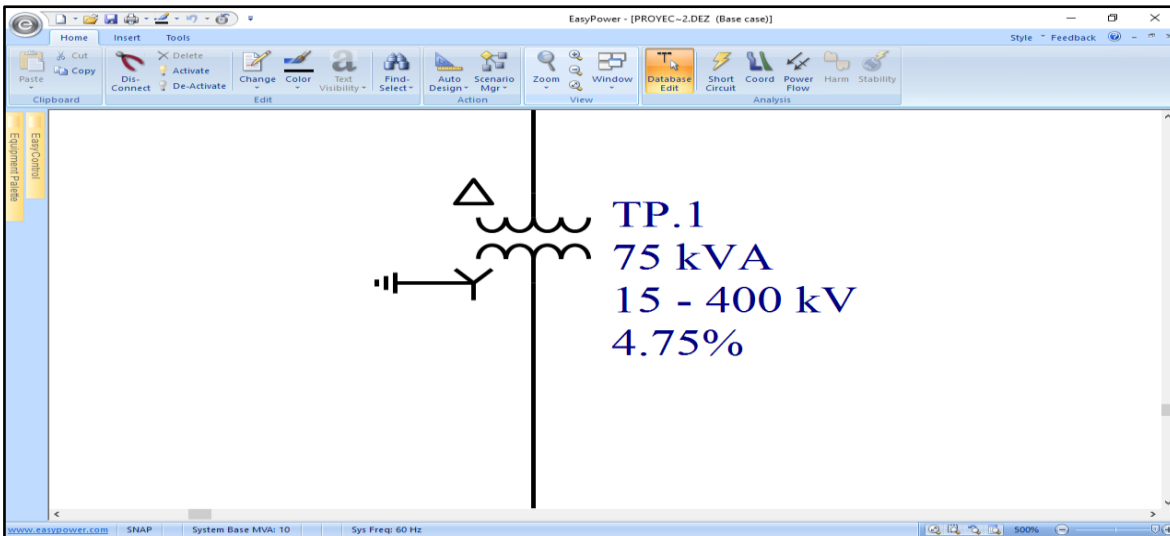 EasyPower - [PROYEC~2.DEZ (Base case)]
Home Insert Tools Style Feedback
Paste
Cut
Copy
Clipboard
Dis-
Connect
Delete
Activate
De-Activate
Change
Color
Text
Visibility
Edit
Find-
Select
Auto
Design
Scenario
Mgr
Action
Zoom
Window
View
Database
Edit
Short
Circuit
Coord
Power
Flow
Harm
Stability
Analysis
EasyControl
Equipment Palette
TP.1
75 kVA
15 - 400 kV
4.75%
www.easypower.com SNAP System Base MVA: 10 Sys Freq: 60 Hz 500%